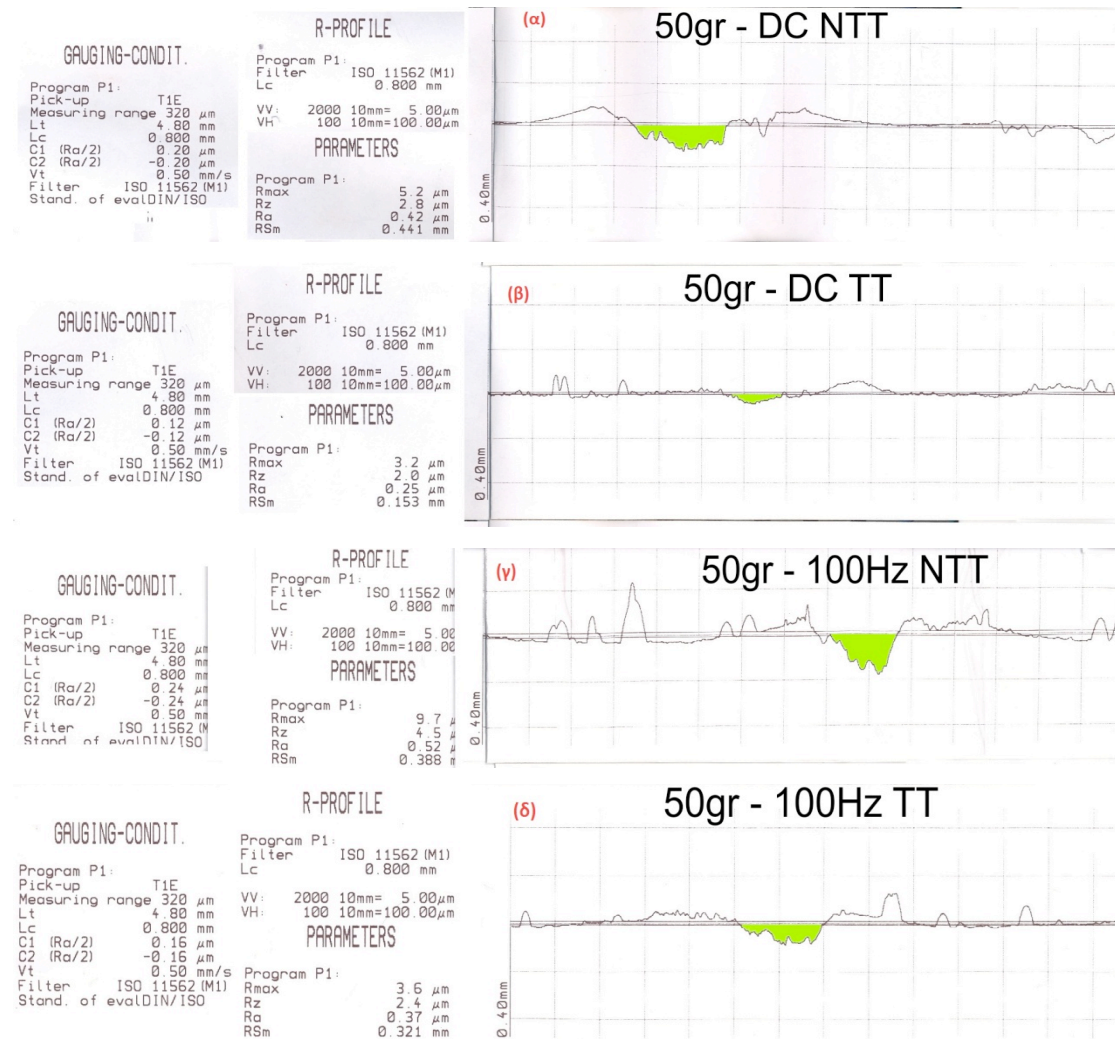 GAUGING-CONDIT.
Program P1:
Pick-up T1E
Measuring range 320 µm
Lt 4.80 mm
Lc 0.800 mm
C1 (Ra/2) 0.20 µm
C2 (Ra/2) -0.20 µm
Vt 0.50 mm/s
Filter ISO 11562(M1)
Stand. of evalDIN/ISO
R-PROFILE
Program P1:
Filter ISO 11562(M1)
Lc 0.800 mm
VV: 2000 10mm= 5.00µm
VH 100 10mm=100.00µm
PARAMETERS
Program P1:
Rmax 5.2 µm
Rz 2.8 µm
Ra 0.42 µm
RSm 0.441 mm
(α)
50gr - DC NTT
0.40mm
GAUGING-CONDIT.
Program P1:
Pick-up T1E
Measuring range 320 µm
Lt 4.80 mm
Lc 0.800 mm
C1 (Ra/2) 0.12 µm
C2 (Ra/2) -0.12 µm
Vt 0.50 mm/s
Filter ISO 11562(M1)
Stand. of evalDIN/ISO
R-PROFILE
Program P1:
Filter ISO 11562(M1)
Lc 0.800 mm
VV: 2000 10mm= 5.00µm
VH: 100 10mm=100.00µm
PARAMETERS
Program P1:
Rmax 3.2 µm
Rz 2.0 µm
Ra 0.25 µm
RSm 0.153 mm
(β)
50gr - DC TT
0.40mm
GAUGING-CONDIT.
Program P1:
Pick-up T1E
Measuring range 320 µm
Lt 4.80 mm
Lc 0.800 mm
C1 (Ra/2) 0.24 µm
C2 (Ra/2) -0.24 µm
Vt 0.50 mm
Filter ISO 11562(M
Stand. of evalDIN/ISO
R-PROFILE
Program P1:
Filter ISO 11562(M
Lc 0.800 mm
VV: 2000 10mm= 5.00
VH: 100 10mm=100.00
PARAMETERS
Program P1:
Rmax 9.7 µ
Rz 4.5 µ
Ra 0.52 µ
RSm 0.388 m
(γ)
50gr - 100Hz NTT
0.40mm
GAUGING-CONDIT.
Program P1:
Pick-up T1E
Measuring range 320 µm
Lt 4.80 mm
Lc 0.800 mm
C1 (Ra/2) 0.16 µm
C2 (Ra/2) -0.16 µm
Vt 0.50 mm/s
Filter ISO 11562(M1)
Stand. of evalDIN/ISO
R-PROFILE
Program P1:
Filter ISO 11562(M1)
Lc 0.800 mm
VV: 2000 10mm= 5.00µm
VH: 100 10mm=100.00µm
PARAMETERS
Program P1:
Rmax 3.6 µm
Rz 2.4 µm
Ra 0.37 µm
RSm 0.321 mm
(δ)
50gr - 100Hz TT
0.40mm